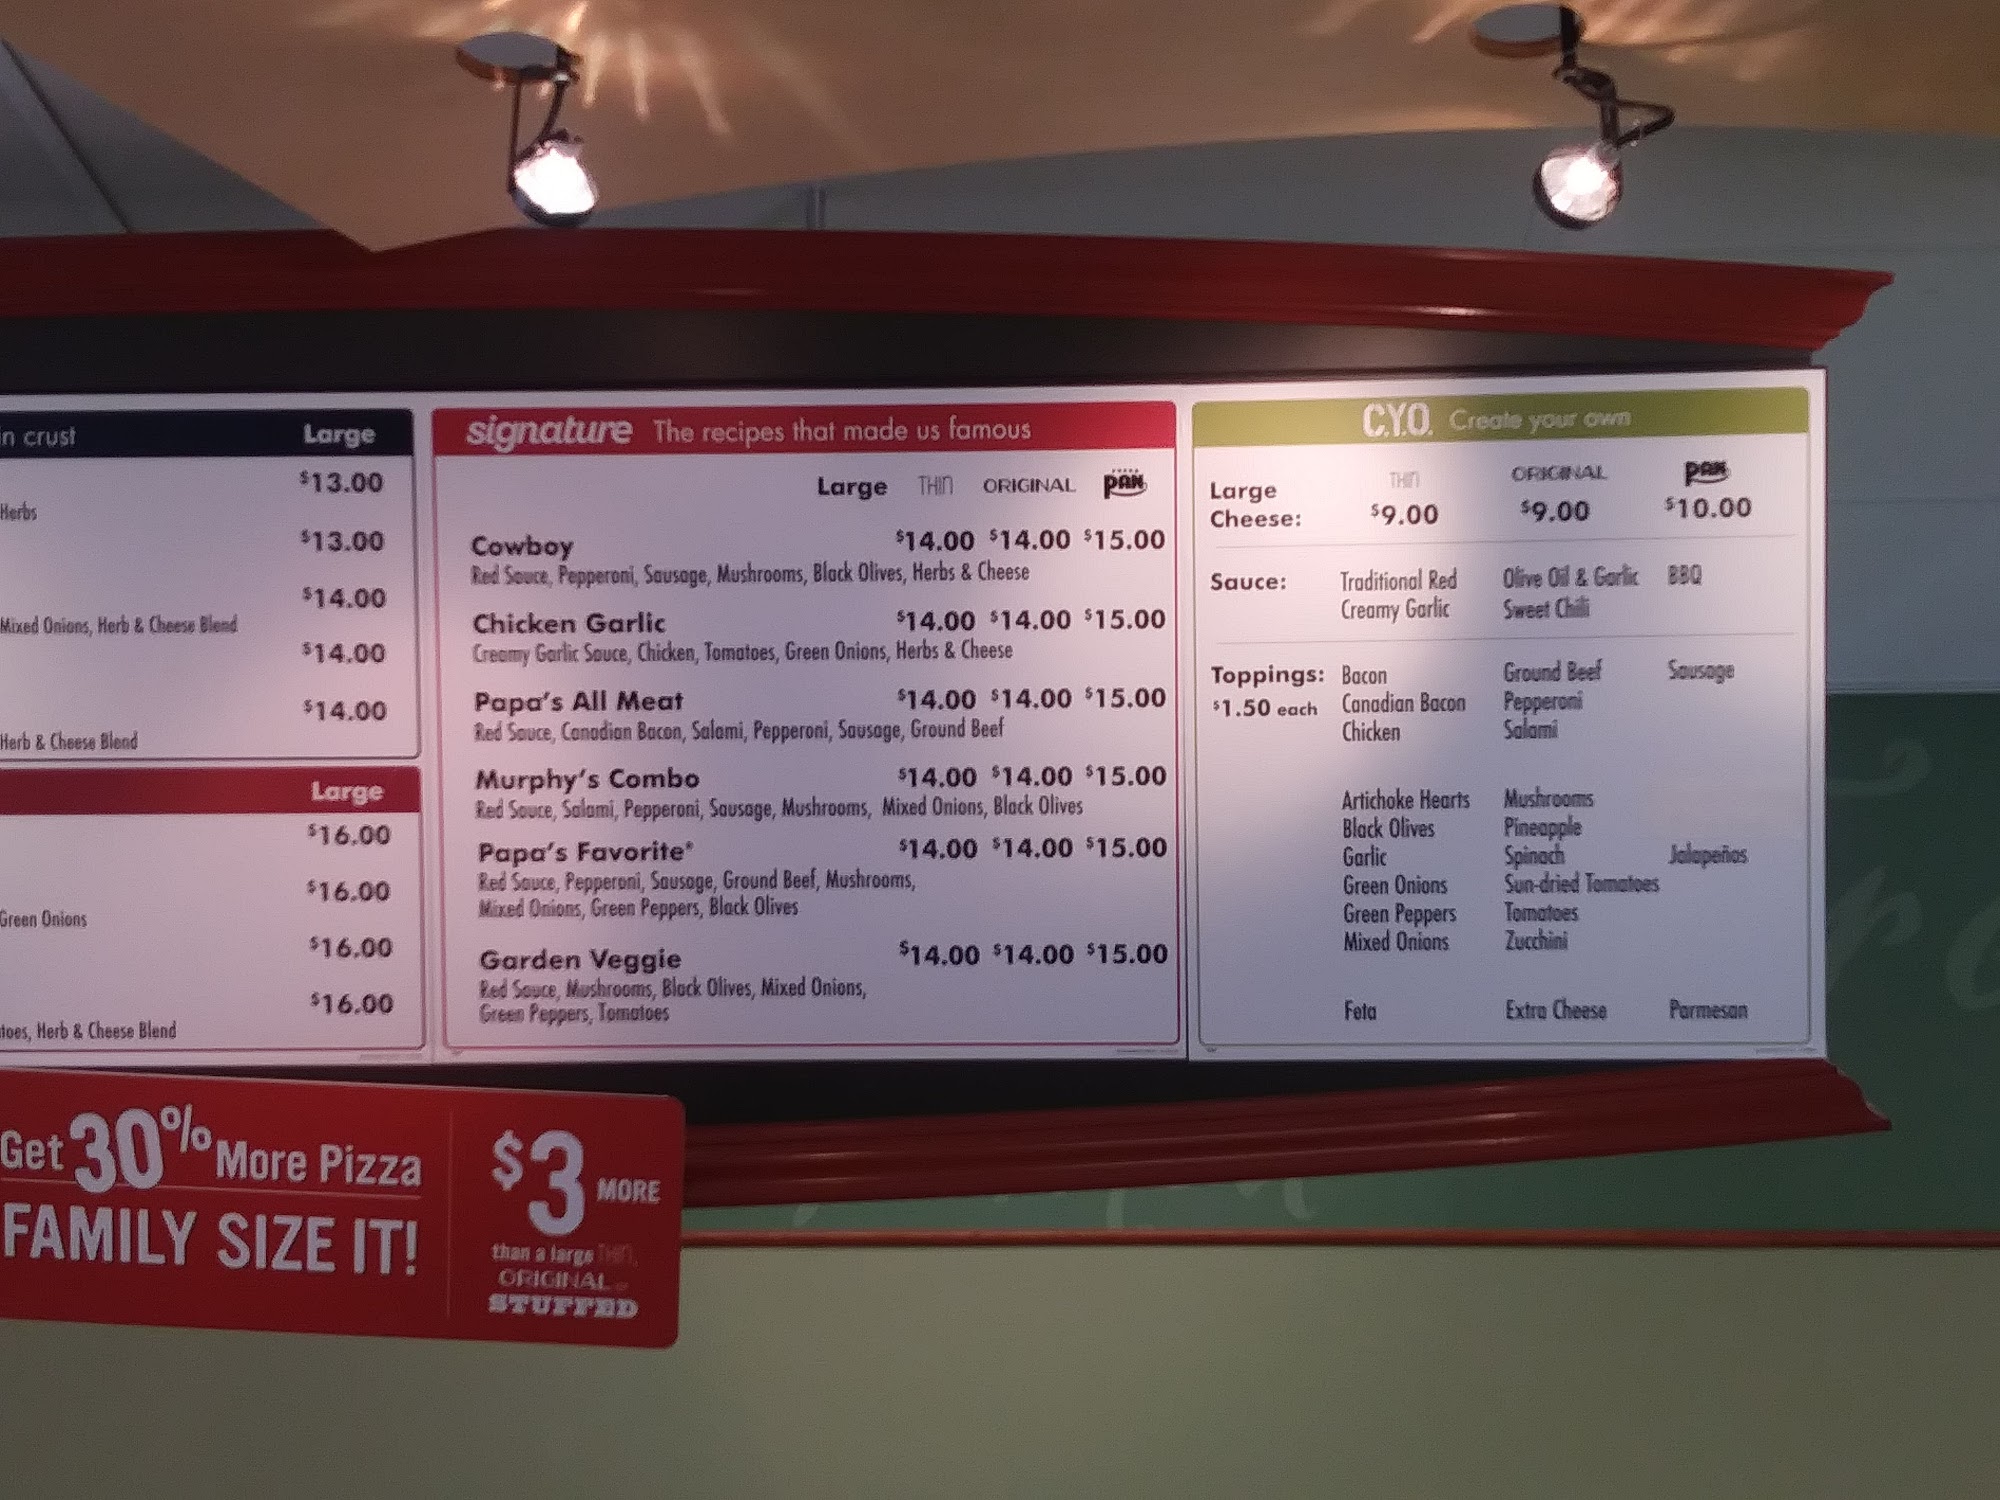 in crust Large
$13.00
Herbs
$13.00
$14.00
Mixed Onions, Herb & Cheese Blend
$14.00
$14.00
Herb & Cheese Blend
Large
$16.00
$16.00
Green Onions
$16.00
$16.00
toes, Herb & Cheese Blend
signature The recipes that made us famous
Large THIN ORIGINAL PAN
Cowboy $14.00 $14.00 $15.00
Red Sauce, Pepperoni, Sausage, Mushrooms, Black Olives, Herbs & Cheese
Chicken Garlic $14.00 $14.00 $15.00
Creamy Garlic Sauce, Chicken, Tomatoes, Green Onions, Herbs & Cheese
Papa's All Meat $14.00 $14.00 $15.00
Red Sauce, Canadian Bacon, Salami, Pepperoni, Sausage, Ground Beef
Murphy's Combo $14.00 $14.00 $15.00
Red Sauce, Salami, Pepperoni, Sausage, Mushrooms, Mixed Onions, Black Olives
Papa's Favorite® $14.00 $14.00 $15.00
Red Sauce, Pepperoni, Sausage, Ground Beef, Mushrooms,
Mixed Onions, Green Peppers, Black Olives
Garden Veggie $14.00 $14.00 $15.00
Red Sauce, Mushrooms, Black Olives, Mixed Onions,
Green Peppers, Tomatoes
C.Y.O. Create your own
THIN ORIGINAL PAN
Large
Cheese: $9.00 $9.00 $10.00
Sauce: Traditional Red Olive Oil & Garlic BBQ
Creamy Garlic Sweet Chili
Toppings: Bacon Ground Beef Sausage
$1.50 each Canadian Bacon Pepperoni
Chicken Salami
Artichoke Hearts Mushrooms
Black Olives Pineapple
Garlic Spinach Jalapeños
Green Onions Sun-dried Tomatoes
Green Peppers Tomatoes
Mixed Onions Zucchini
Feta Extra Cheese Parmesan
Get 30% More Pizza
FAMILY SIZE IT!
$3 MORE
than a large THIN,
ORIGINAL or
STUFFED